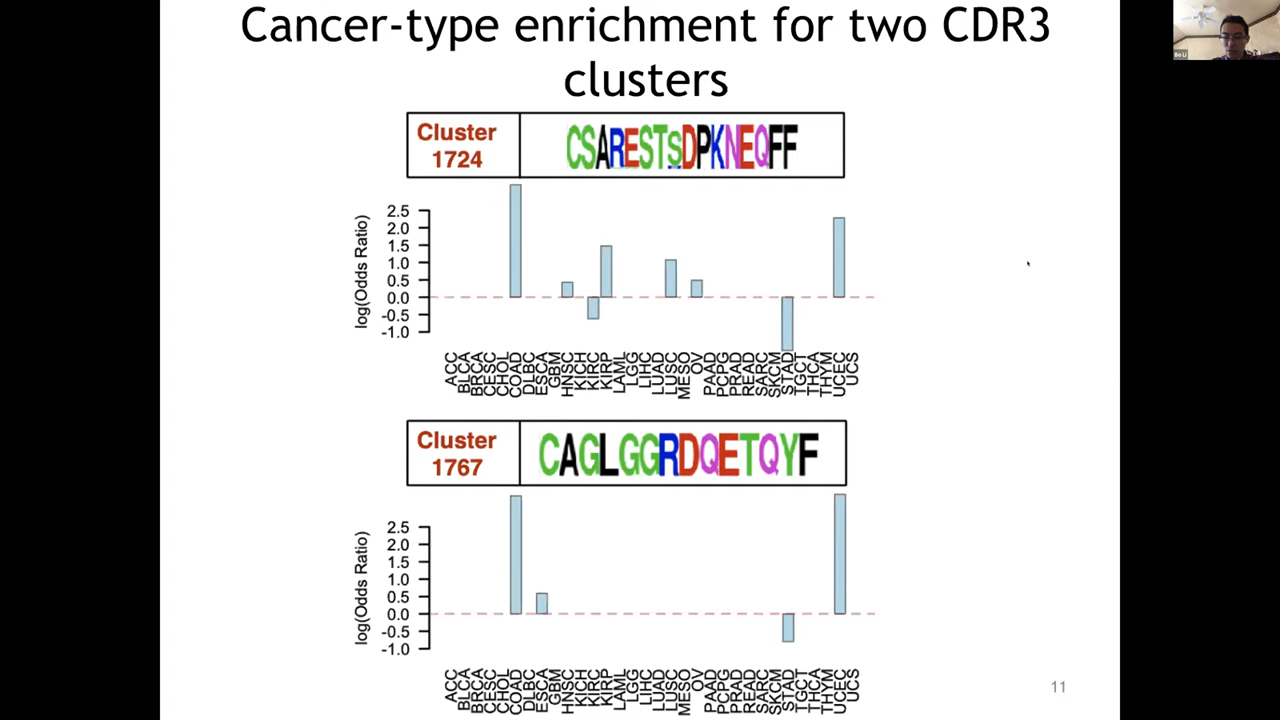 Cancer-type enrichment for two CDR3
clusters
Bo Li
Cluster
1724
CSARESTSDPKNEQFF
log(Odds Ratio)
2.5
2.0
1.5
1.0
0.5
0.0
-0.5
-1.0
ACC
BLCA
BRCA
CESC
CHOL
COAD
DLBC
ESCA
GBM
HNSC
KICH
KIRC
KIRP
LAML
LGG
LIHC
LUAD
LUSC
MESO
OV
PAAD
PCPG
PRAD
READ
SARC
SKCM
STAD
TGCT
THCA
THYM
UCEC
UCS
Cluster
1767
CAGLGGRDQETQYF
log(Odds Ratio)
2.5
2.0
1.5
1.0
0.5
0.0
-0.5
-1.0
ACC
BLCA
BRCA
CESC
CHOL
COAD
DLBC
ESCA
GBM
HNSC
KICH
KIRC
KIRP
LAML
LGG
LIHC
LUAD
LUSC
MESO
OV
PAAD
PCPG
PRAD
READ
SARC
SKCM
STAD
TGCT
THCA
THYM
UCEC
UCS
11